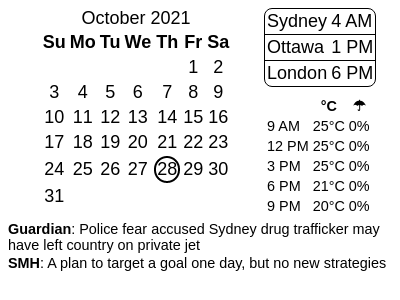 October 2021
Su Mo Tu We Th Fr Sa
1 2
3 4 5 6 7 8 9
10 11 12 13 14 15 16
17 18 19 20 21 22 23
24 25 26 27 28 29 30
31
Sydney 4 AM
Ottawa 1 PM
London 6 PM
°C ☂
9 AM 25°C 0%
12 PM 25°C 0%
3 PM 25°C 0%
6 PM 21°C 0%
9 PM 20°C 0%
Guardian: Police fear accused Sydney drug trafficker may
have left country on private jet
SMH: A plan to target a goal one day, but no new strategies